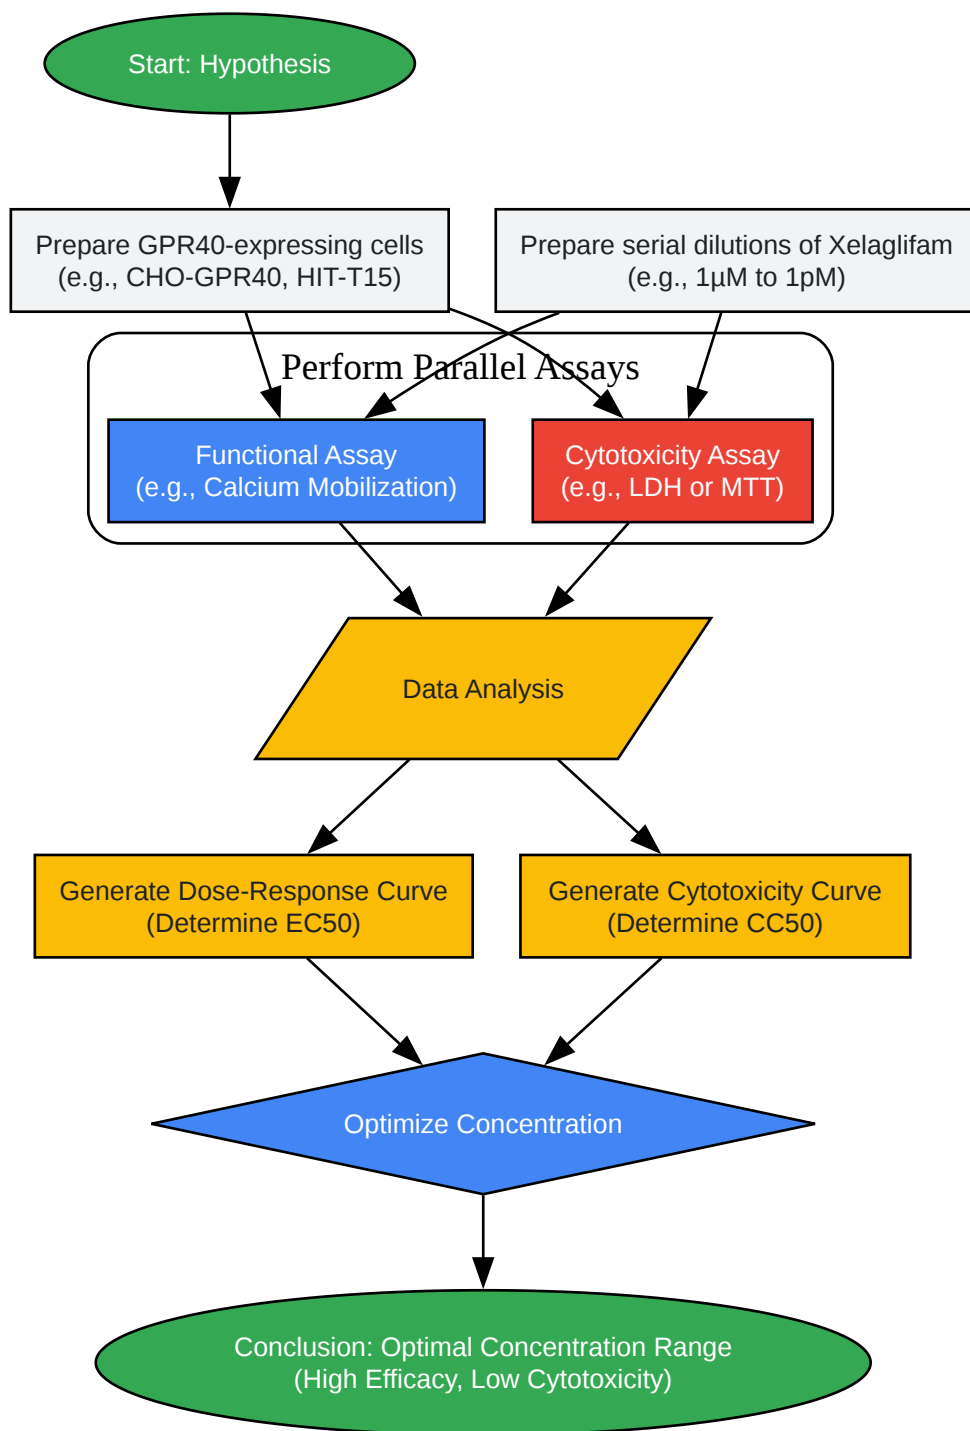 Start: Hypothesis
Prepare GPR40-expressing cells
(e.g., CHO-GPR40, HIT-T15)
Prepare serial dilutions of Xelaglifam
(e.g., 1µM to 1pM)
Perform Parallel Assays
Functional Assay
(e.g., Calcium Mobilization)
Cytotoxicity Assay
(e.g., LDH or MTT)
Data Analysis
Generate Dose-Response Curve
(Determine EC50)
Generate Cytotoxicity Curve
(Determine CC50)
Optimize Concentration
Conclusion: Optimal Concentration Range
(High Efficacy, Low Cytotoxicity)